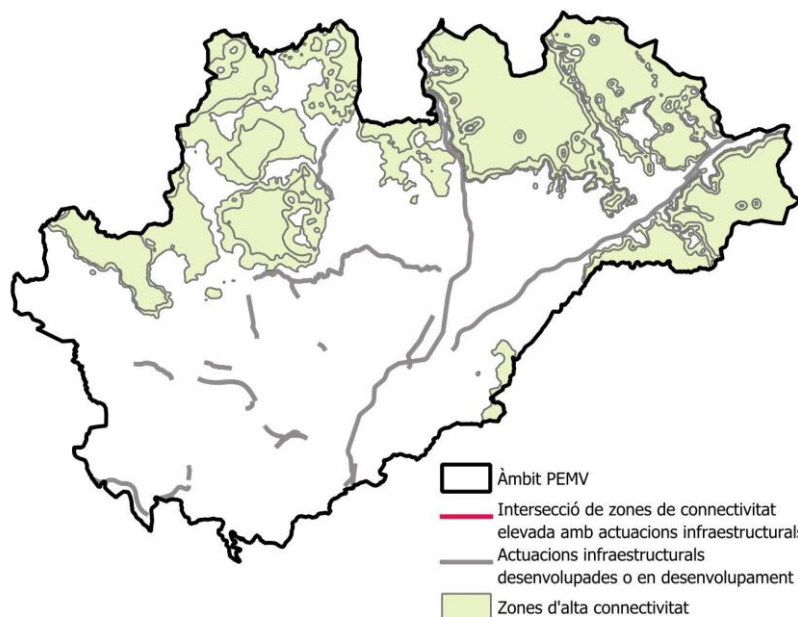 Àmbit PEMV
Intersecció de zones de connectivitat
elevada amb actuacions infraestructurals
Actuacions infraestructurals
desenvolupades o en desenvolupament
Zones d'alta connectivitat